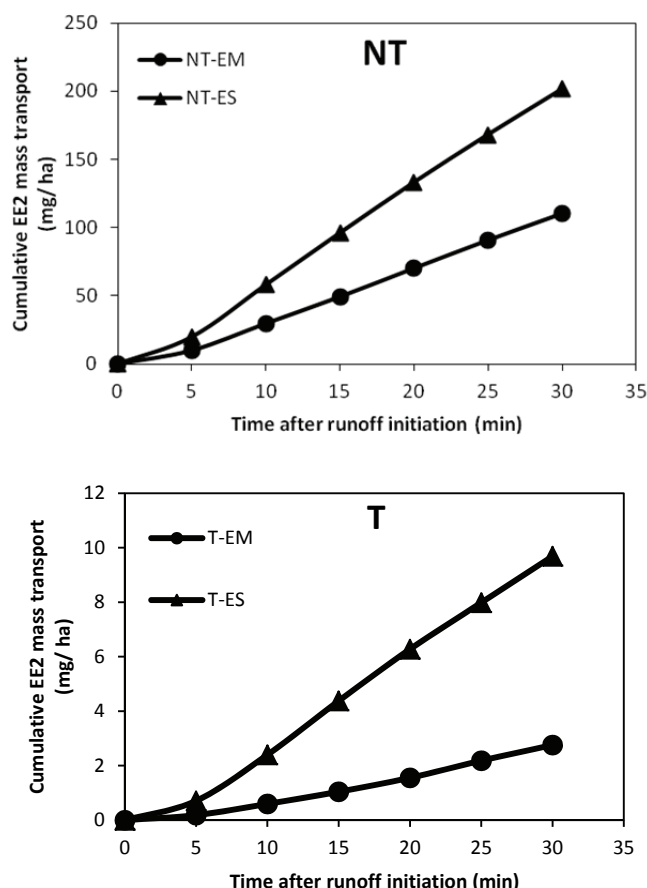 NT
NT-EM
NT-ES
Cumulative EE2 mass transport
(mg/ ha)
250
200
150
100
50
0
0 5 10 15 20 25 30 35
Time after runoff initiation (min)
T
T-EM
T-ES
Cumulative EE2 mass transport
(mg/ ha)
12
10
8
6
4
2
0
0 5 10 15 20 25 30 35
Time after runoff initiation (min)